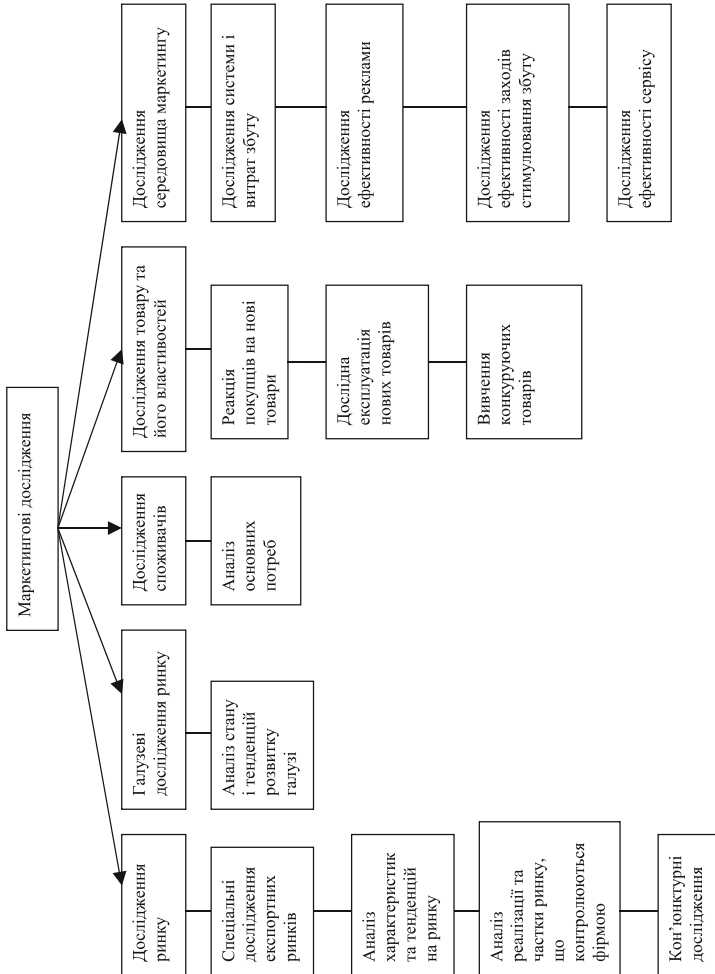 Маркетингові дослідження
Дослідження
ринку
Спеціальні
дослідження
експортних
ринків
Аналіз
характеристик
та тенденцій
на ринку
Аналіз
реалізації та
частки ринку,
що
контролюються
фірмою
Кон’юнктурні
дослідження
Галузеві
дослідження ринку
Аналіз стану
і тенденцій
розвитку
галузі
Дослідження
споживачів
Аналіз
основних
потреб
Дослідження товару та
його властивостей
Реакція
покупців на нові
товари
Дослідна
експлуатація
нових товарів
Вивчення
конкуруючих
товарів
Дослідження
середовища маркетингу
Дослідження системи і
витрат збуту
Дослідження
ефективності реклами
Дослідження
ефективності заходів
стимулювання збуту
Дослідження
ефективності сервісу